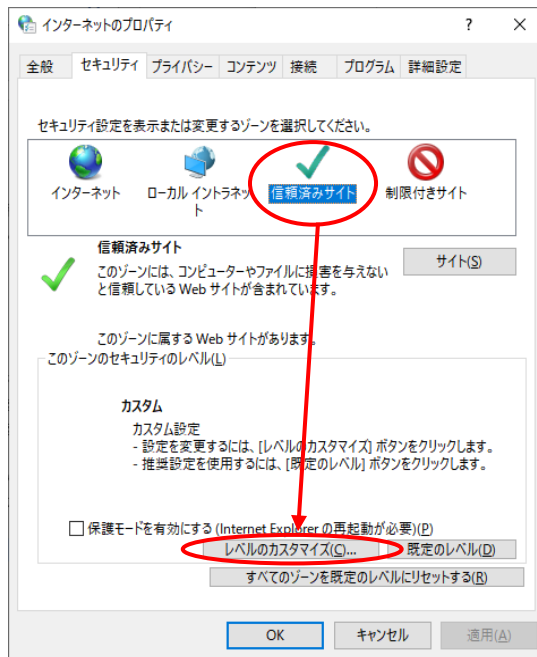 インターネットのプロパティ ? ×
全般 セキュリティ プライバシー コンテンツ 接続 プログラム 詳細設定
セキュリティ設定を表示または変更するゾーンを選択してください。
インターネット ローカル イントラネット 信頼済みサイト 制限付きサイト
信頼済みサイト
サイト(S)
このゾーンには、コンピューターやファイルに損害を与えない
と信頼している Web サイトが含まれています。
このゾーンに属する Web サイトがあります。
このゾーンのセキュリティのレベル(L)
カスタム
カスタム設定
- 設定を変更するには、[レベルのカスタマイズ] ボタンをクリックします。
- 推奨設定を使用するには、[既定のレベル] ボタンをクリックします。
保護モードを有効にする (Internet Explorer の再起動が必要)(P)
レベルのカスタマイズ(C)... 既定のレベル(D)
すべてのゾーンを既定のレベルにリセットする(R)
OK キャンセル 適用(A)